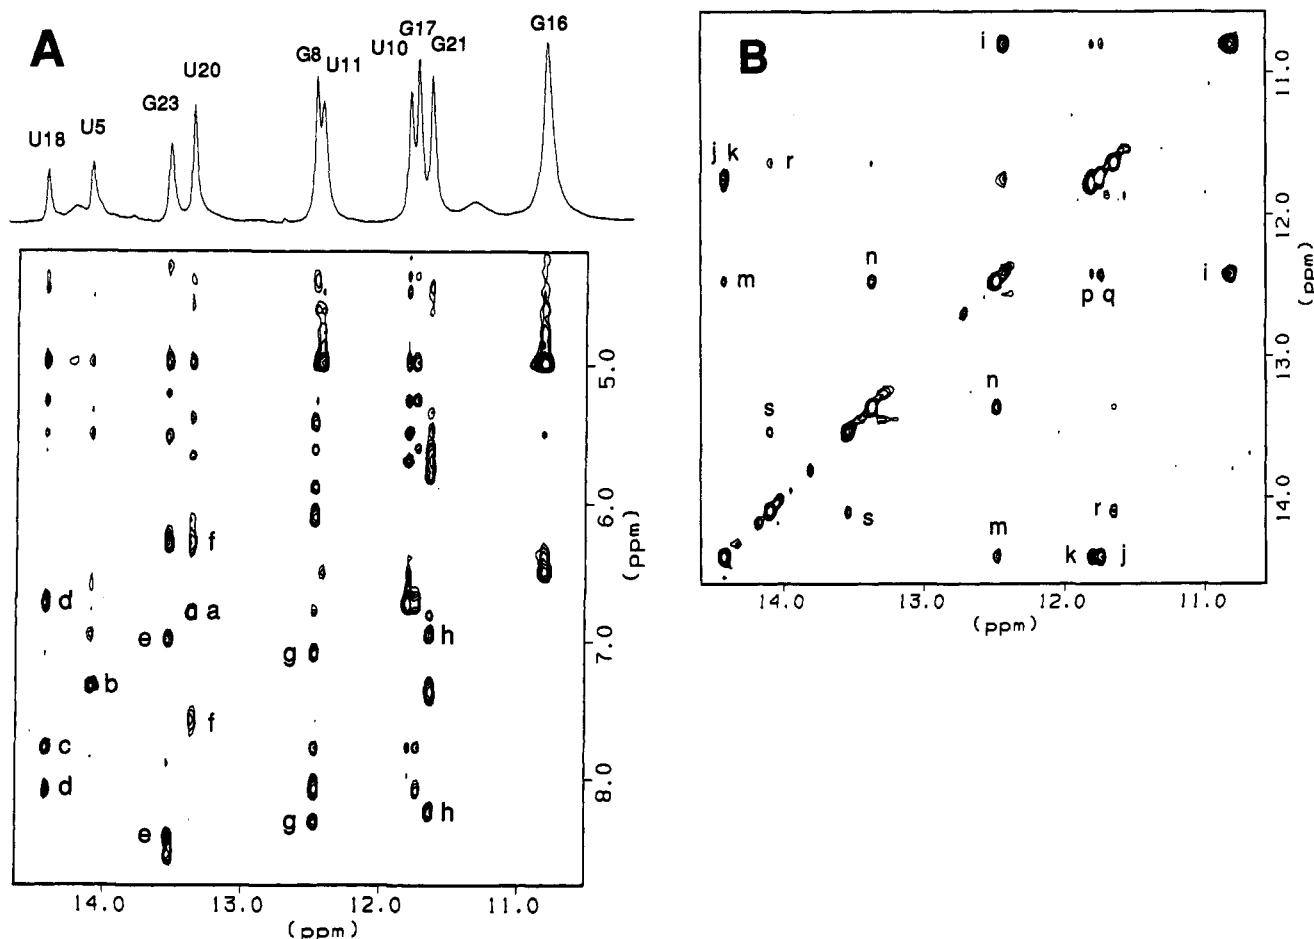 A
U18
U5
G23
U20
G8
U11
U10
G17
G21
G16
5.0
6.0
7.0
8.0
(ppm)
d
f
a
e
h
g
b
f
c
d
h
g
e
14.0 13.0 12.0 11.0
(ppm)
B
i
j k
r
n
m
p q
i
n
s
r
s
m
k
j
11.0
12.0
13.0
14.0
(ppm)
14.0 13.0 12.0 11.0
(ppm)